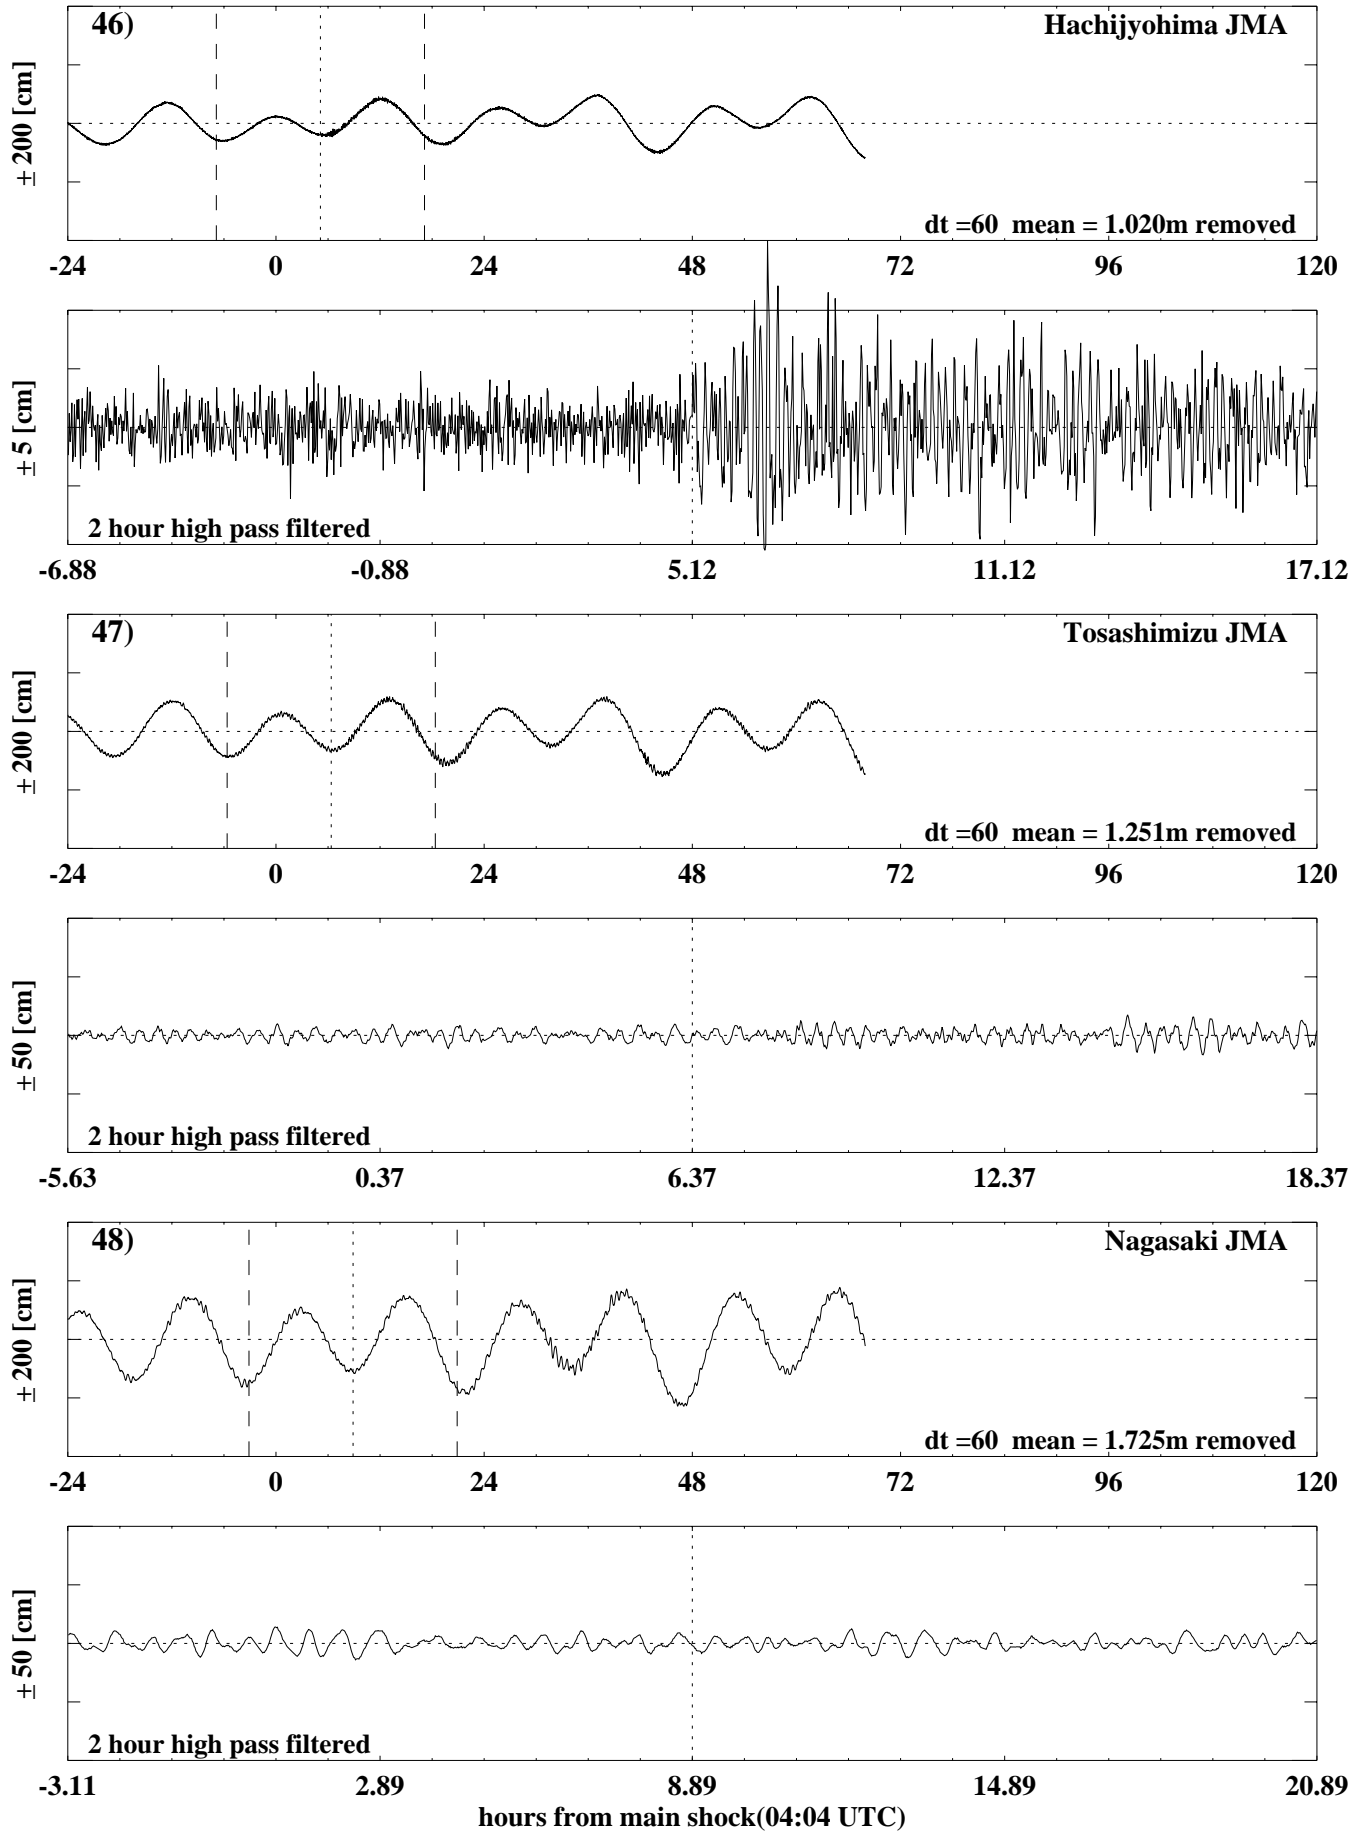 46)
Hachijyohima JMA
± 200 [cm]
dt =60 mean = 1.020m removed
-24 0 24 48 72 96 120
± 5 [cm]
2 hour high pass filtered
-6.88 -0.88 5.12 11.12 17.12
47)
Tosashimizu JMA
± 200 [cm]
dt =60 mean = 1.251m removed
-24 0 24 48 72 96 120
± 50 [cm]
2 hour high pass filtered
-5.63 0.37 6.37 12.37 18.37
48)
Nagasaki JMA
± 200 [cm]
dt =60 mean = 1.725m removed
-24 0 24 48 72 96 120
± 50 [cm]
2 hour high pass filtered
-3.11 2.89 8.89 14.89 20.89
hours from main shock(04:04 UTC)